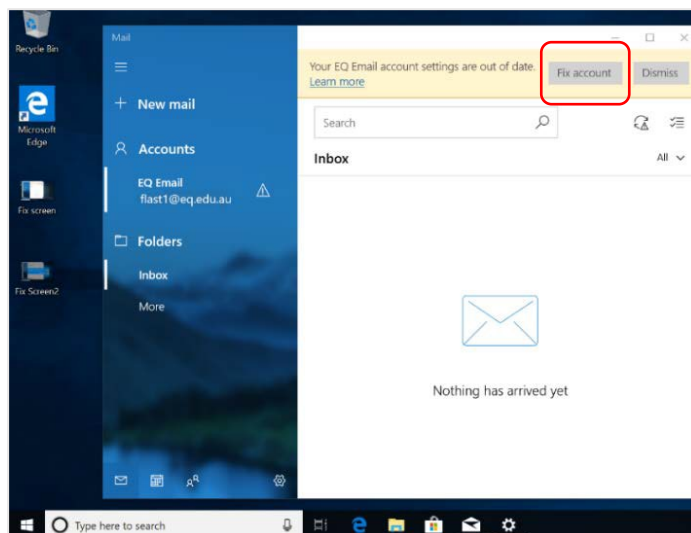 Recycle Bin
Microsoft
Edge
Fix screen
Fix Screen2
Mail
New mail
Accounts
EQ Email
flast1@eq.edu.au
Folders
Inbox
More
Your EQ Email account settings are out of date.
Learn more
Fix account
Dismiss
Search
Inbox
All
Nothing has arrived yet
Type here to search